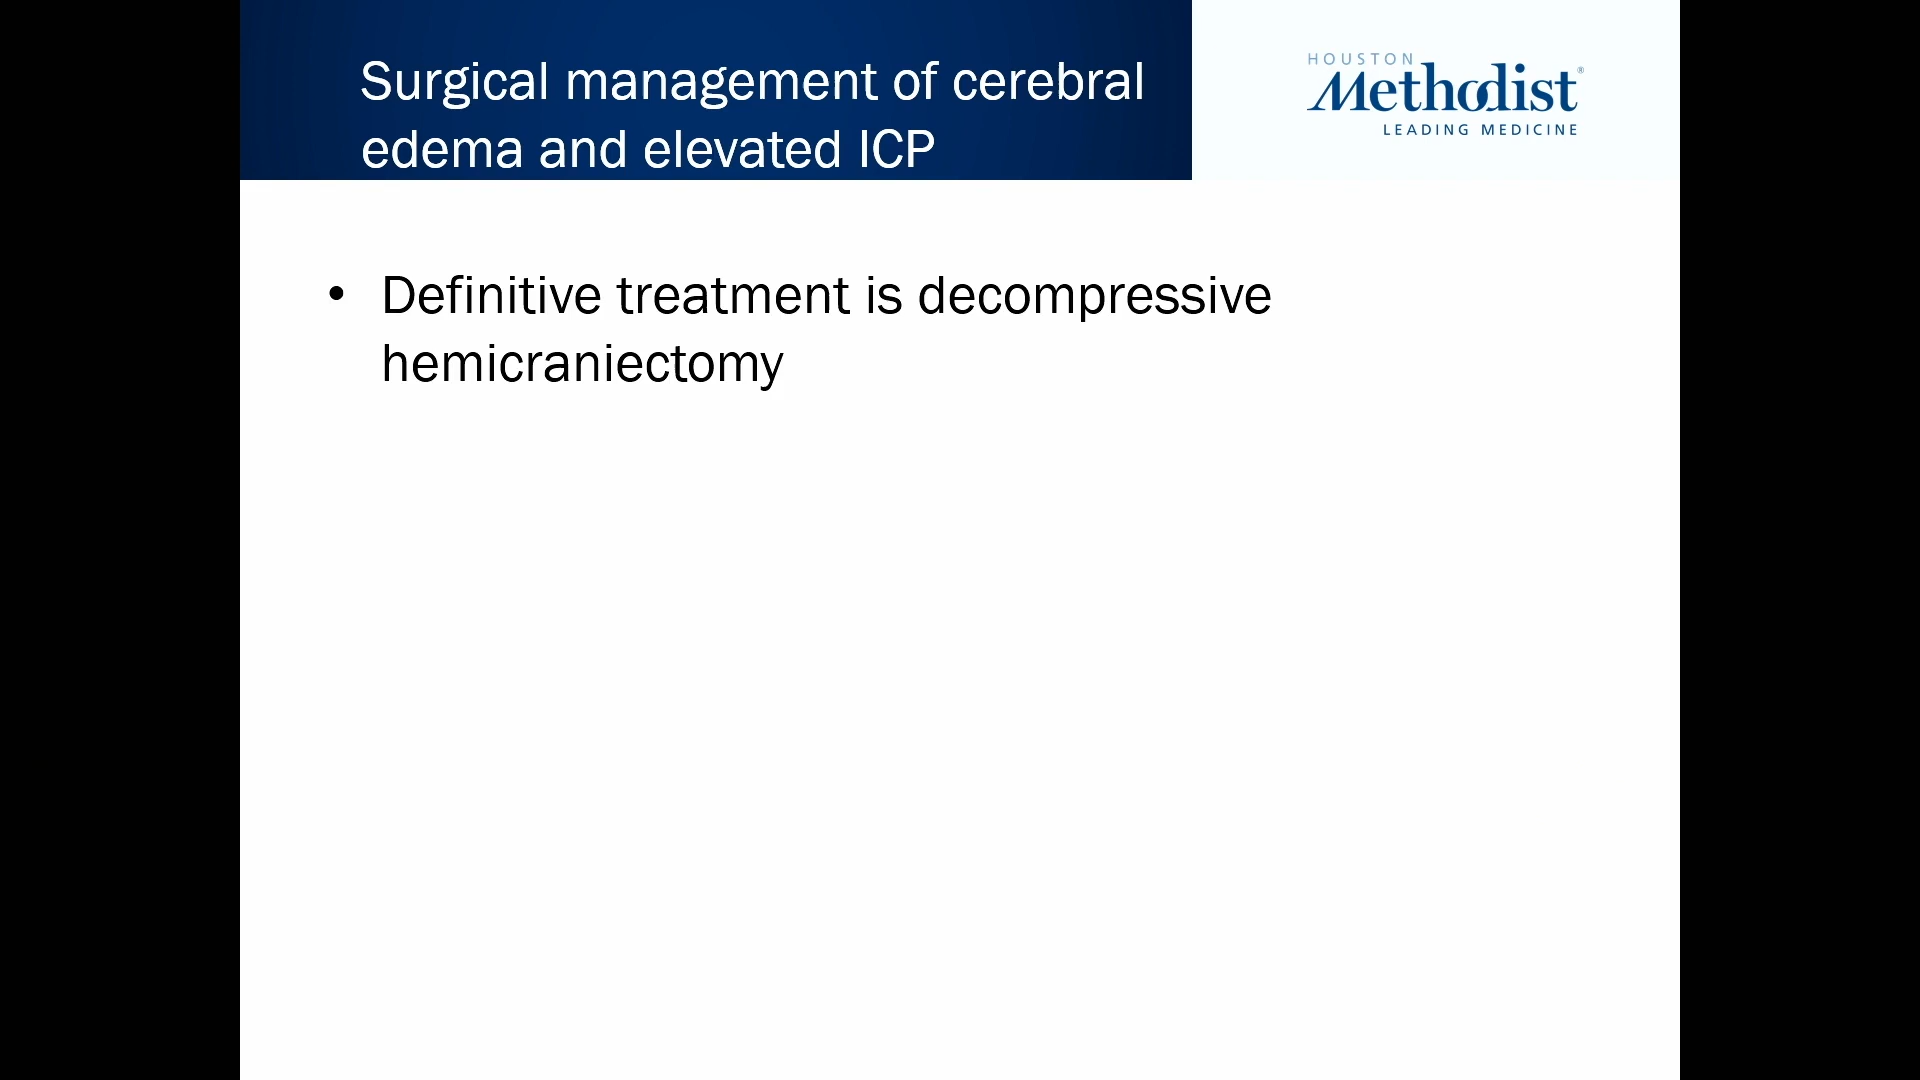 Surgical management of cerebral
edema and elevated ICP
HOUSTON
Methodist®
LEADING MEDICINE
• Definitive treatment is decompressive
hemicraniectomy